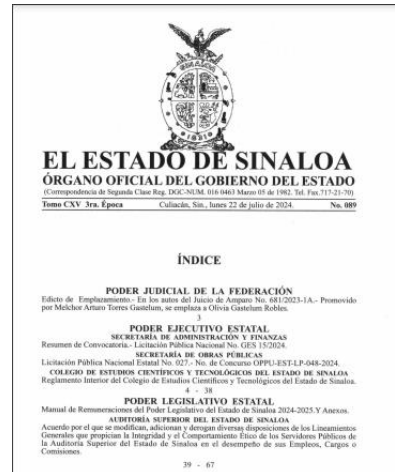 EL ESTADO DE SINALOA
ÓRGANO OFICIAL DEL GOBIERNO DEL ESTADO
(Correspondencia de Segunda Clase Reg. DGC-NUM. 016 0463 Marzo 05 de 1982. Tel. Fax.717-21-70)
Tomo CXV 3ra. Época Culiacán, Sin., lunes 22 de julio de 2024. No. 089
ÍNDICE
PODER JUDICIAL DE LA FEDERACIÓN
Edicto de Emplazamiento.- En los autos del Juicio de Amparo No. 681/2023-1A.- Promovido
por Melchor Arturo Torres Gastelum, se emplaza a Olivia Gastelum Robles.
3
PODER EJECUTIVO ESTATAL
SECRETARÍA DE ADMINISTRACIÓN Y FINANZAS
Resumen de Convocatoria.- Licitación Pública Nacional No. GES 15/2024.
SECRETARÍA DE OBRAS PÚBLICAS
Licitación Pública Nacional Estatal No. 027.- No. de Concurso OPPU-EST-LP-048-2024.
COLEGIO DE ESTUDIOS CIENTÍFICOS Y TECNOLÓGICOS DEL ESTADO DE SINALOA
Reglamento Interior del Colegio de Estudios Científicos y Tecnológicos del Estado de Sinaloa.
4 - 38
PODER LEGISLATIVO ESTATAL
Manual de Remuneraciones del Poder Legislativo del Estado de Sinaloa 2024-2025.Y Anexos.
AUDITORÍA SUPERIOR DEL ESTADO DE SINALOA
Acuerdo por el que se modifican, adicionan y derogan diversas disposiciones de los Lineamientos
Generales que propician la Integridad y el Comportamiento Ético de los Servidores Públicos de
la Auditoría Superior del Estado de Sinaloa en el desempeño de sus Empleos, Cargos o
Comisiones.
39 - 67